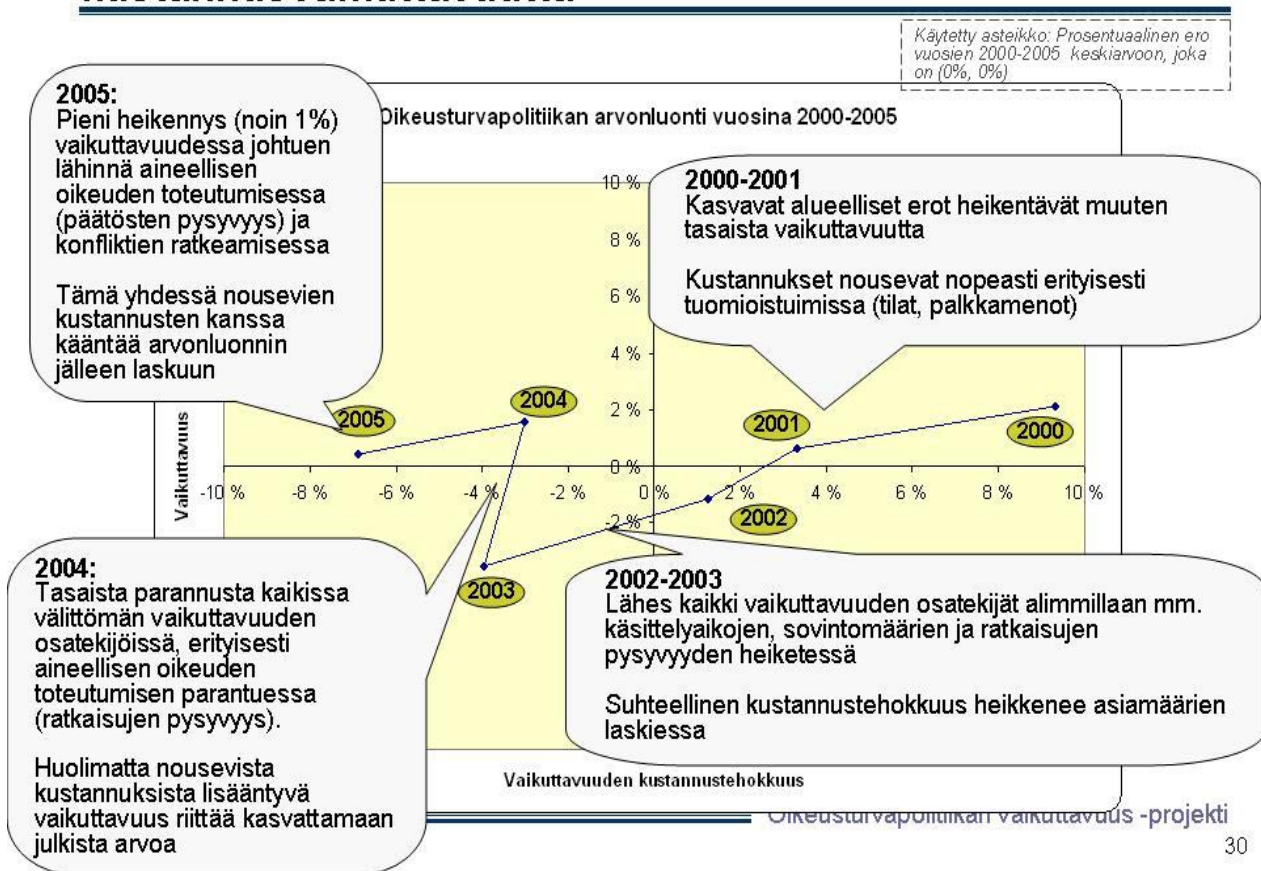 Käytetty asteikko: Prosentuaalinen ero
vuosien 2000-2005 keskiarvoon, joka
on (0%, 0%)
Oikeusturvapolitiikan arvonluonti vuosina 2000-2005
2005:
Pieni heikennys (noin 1%)
vaikuttavuudessa johtuen
lähinnä aineellisen
oikeuden toteutumisessa
(päätösten pysyvyys) ja
konfliktien ratkeamisessa
Tämä yhdessä nousevien
kustannusten kanssa
kääntää arvonluonnin
jälleen laskuun
2000-2001
Kasvavat alueelliset erot heikentävät muuten
tasaista vaikuttavuutta
Kustannukset nousevat nopeasti erityisesti
tuomioistuimissa (tilat, palkkamenot)
10 %
8 %
6 %
4 %
2 %
0 %
-2 %
Vaikuttavuus
2005
2004
2001
2000
2002
2003
-10 %
-8 %
-6 %
-4 %
-2 %
0 %
2 %
4 %
6 %
8 %
10 %
2004:
Tasaista parannusta kaikissa
välittömän vaikuttavuuden
osatekijöissä, erityisesti
aineellisen oikeuden
toteutumisen parantuessa
(ratkaisujen pysyvyys).
Huolimatta nousevista
kustannuksista lisääntyvä
vaikuttavuus riittää kasvattamaan
julkista arvoa
2002-2003
Lähes kaikki vaikuttavuuden osatekijät alimmillaan mm.
käsittelyaikojen, sovintomäärien ja ratkaisujen
pysyvyyden heiketessä
Suhteellinen kustannustehokkuus heikkenee asiamäärien
laskiessa
Vaikuttavuuden kustannustehokkuus
Oikeusturvapolitiikan vaikuttavuus -projekti
30